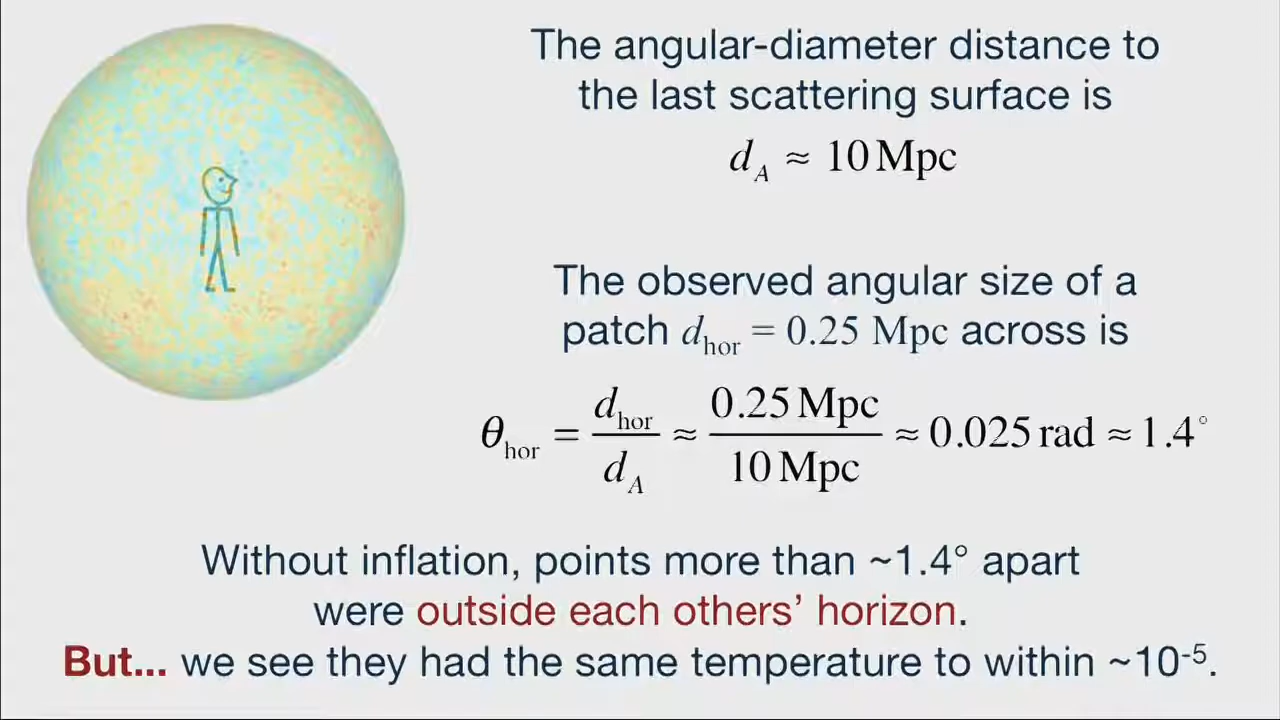 The angular-diameter distance to
the last scattering surface is
d_A ≈ 10 Mpc
The observed angular size of a
patch d_hor = 0.25 Mpc across is
θ_hor = d_hor / d_A ≈ 0.25 Mpc / 10 Mpc ≈ 0.025 rad ≈ 1.4°
Without inflation, points more than ~1.4° apart
were outside each others’ horizon.
But... we see they had the same temperature to within ~10⁻⁵.